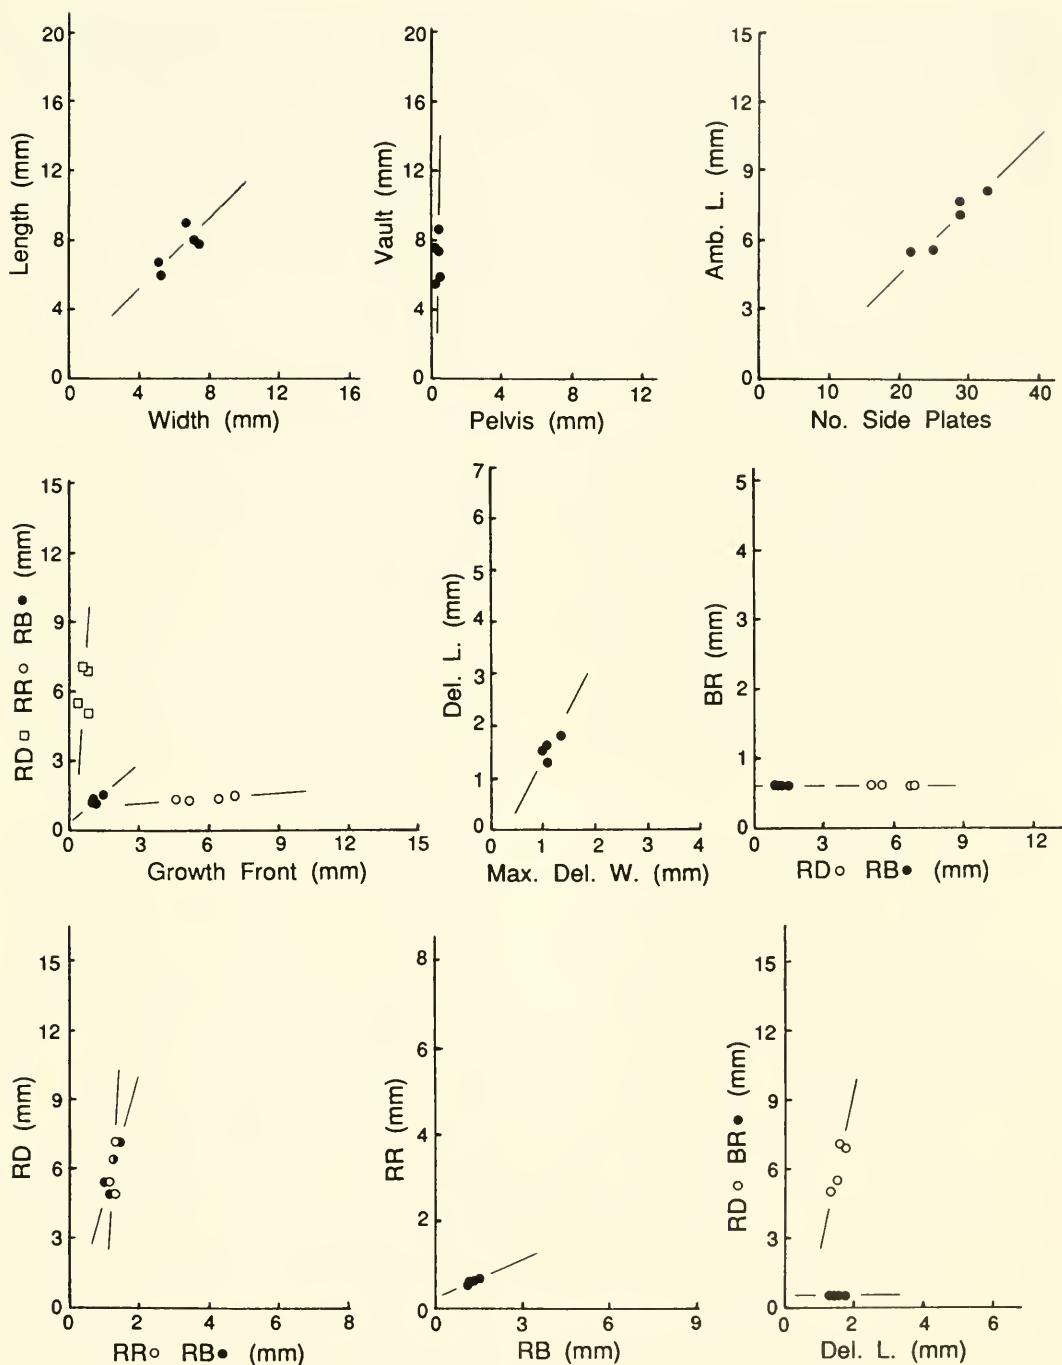 20
16
12
8
4
0
Length (mm)
0 4 8 12 16
Width (mm)
20
16
12
8
4
0
Vault (mm)
0 4 8 12
Pelvis (mm)
15
12
9
6
3
0
Amb. L. (mm)
0 10 20 30 40
No. Side Plates
15
12
9
6
3
0
RD□ RR○ RB● (mm)
0 3 6 9 12 15
Growth Front (mm)
7
6
5
4
3
2
1
0
Del. L. (mm)
0 1 2 3 4
Max. Del. W. (mm)
5
4
3
2
1
0
BR (mm)
0 3 6 9 12
RD○ RB● (mm)
15
12
9
6
3
0
RD (mm)
0 2 4 6 8
RR○ RB● (mm)
8
6
4
2
0
RR (mm)
0 3 6 9
RB (mm)
15
12
9
6
3
0
RD○ BR● (mm)
0 2 4 6
Del. L. (mm)